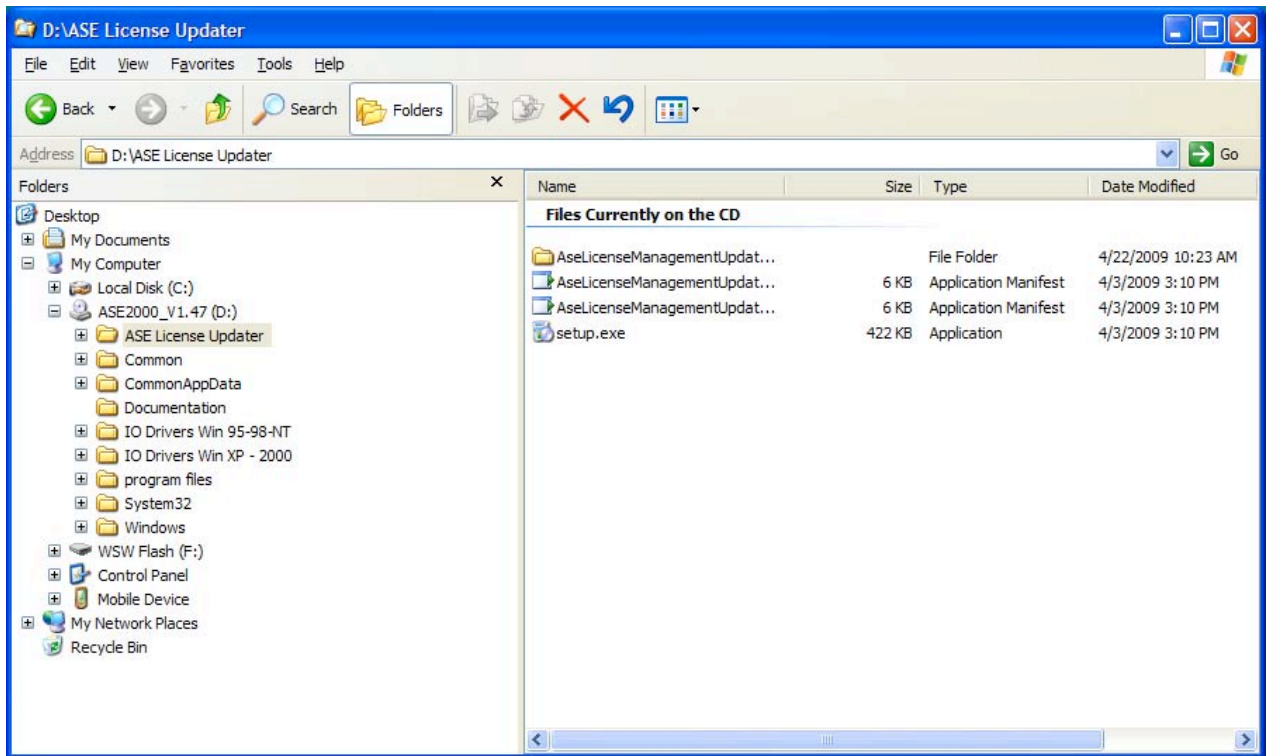 D:\ASE License Updater
File Edit View Favorites Tools Help
Back Search Folders
Address D:\ASE License Updater Go
Folders x Name Size Type Date Modified
Files Currently on the CD
Desktop
My Documents
My Computer
Local Disk (C:)
ASE2000_V1.47 (D:)
ASE License Updater
Common
CommonAppData
Documentation
IO Drivers Win 95-98-NT
IO Drivers Win XP - 2000
program files
System32
Windows
WSW Flash (F:)
Control Panel
Mobile Device
My Network Places
Recycle Bin
AseLicenseManagementUpdat... File Folder 4/22/2009 10:23 AM
AseLicenseManagementUpdat... 6 KB Application Manifest 4/3/2009 3:10 PM
AseLicenseManagementUpdat... 6 KB Application Manifest 4/3/2009 3:10 PM
setup.exe 422 KB Application 4/3/2009 3:10 PM